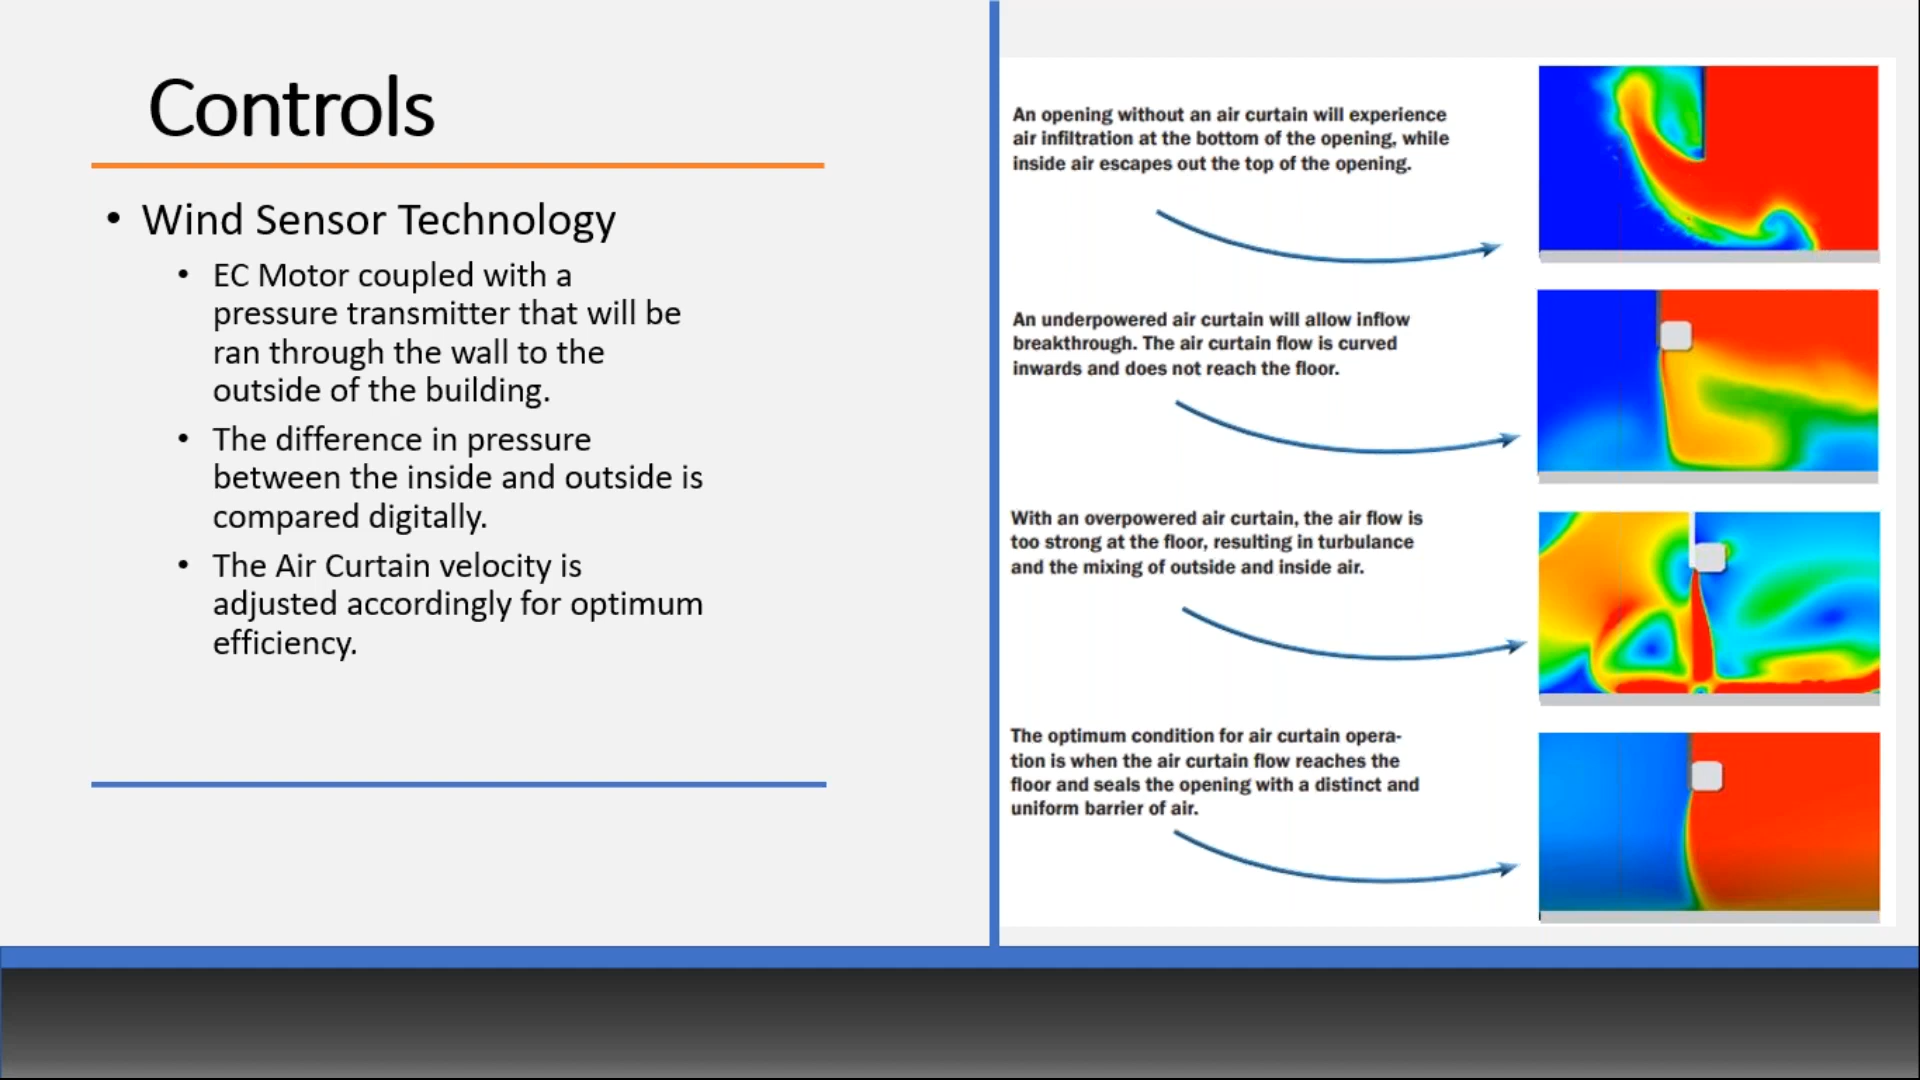 Controls
• Wind Sensor Technology
• EC Motor coupled with a
pressure transmitter that will be
ran through the wall to the
outside of the building.
• The difference in pressure
between the inside and outside is
compared digitally.
• The Air Curtain velocity is
adjusted accordingly for optimum
efficiency.
An opening without an air curtain will experience
air infiltration at the bottom of the opening, while
inside air escapes out the top of the opening.
An underpowered air curtain will allow inflow
breakthrough. The air curtain flow is curved
inwards and does not reach the floor.
With an overpowered air curtain, the air flow is
too strong at the floor, resulting in turbulance
and the mixing of outside and inside air.
The optimum condition for air curtain opera-
tion is when the air curtain flow reaches the
floor and seals the opening with a distinct and
uniform barrier of air.